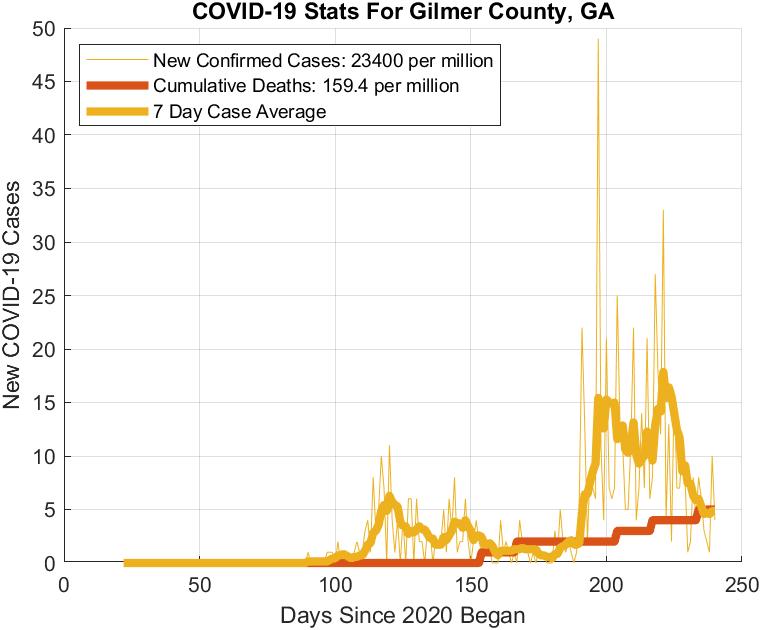 COVID-19 Stats For Gilmer County, GA
New Confirmed Cases: 23400 per million
Cumulative Deaths: 159.4 per million
7 Day Case Average
New COVID-19 Cases
50
45
40
35
30
25
20
15
10
5
0
0 50 100 150 200 250
Days Since 2020 Began